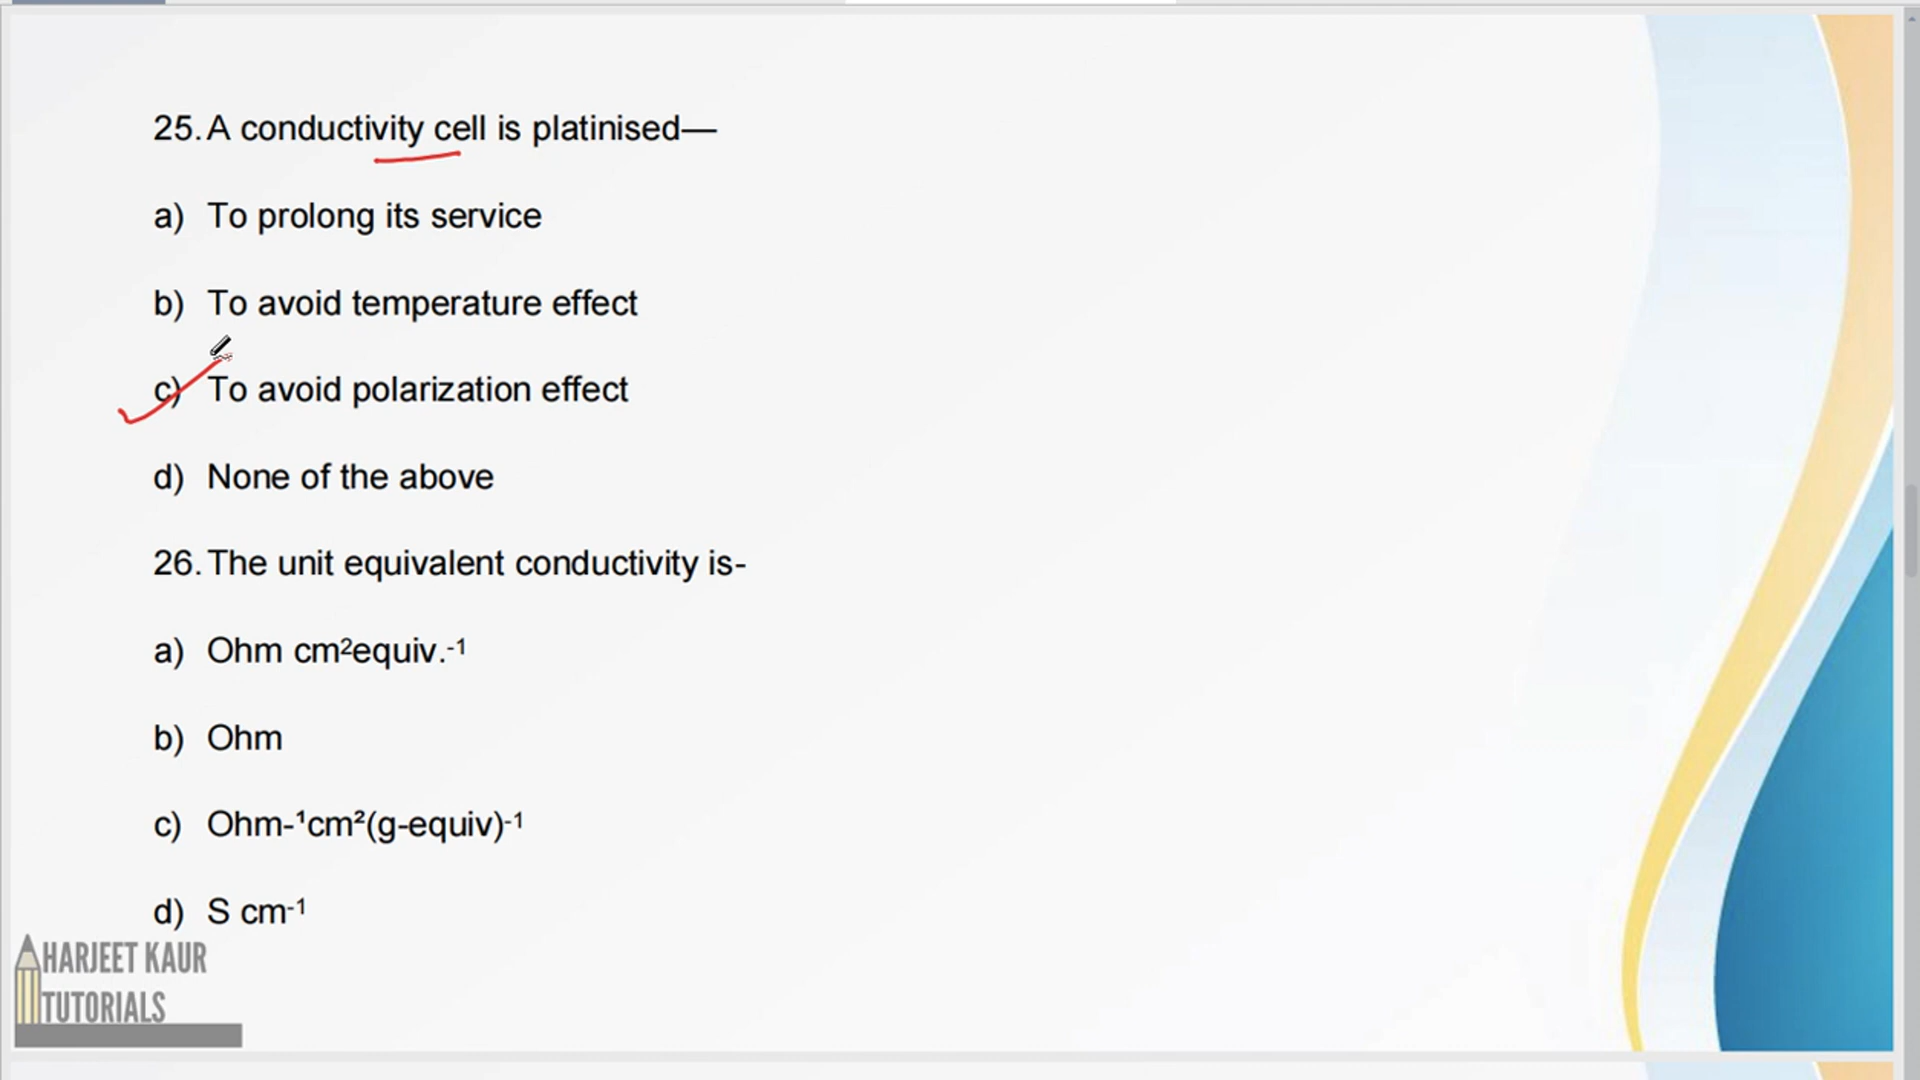 25. A conductivity cell is platinised—
a) To prolong its service
b) To avoid temperature effect
c) To avoid polarization effect
d) None of the above
26. The unit equivalent conductivity is-
a) Ohm cm²equiv.⁻¹
b) Ohm
c) Ohm-¹cm²(g-equiv)⁻¹
d) S cm⁻¹
HARJEET KAUR
TUTORIALS